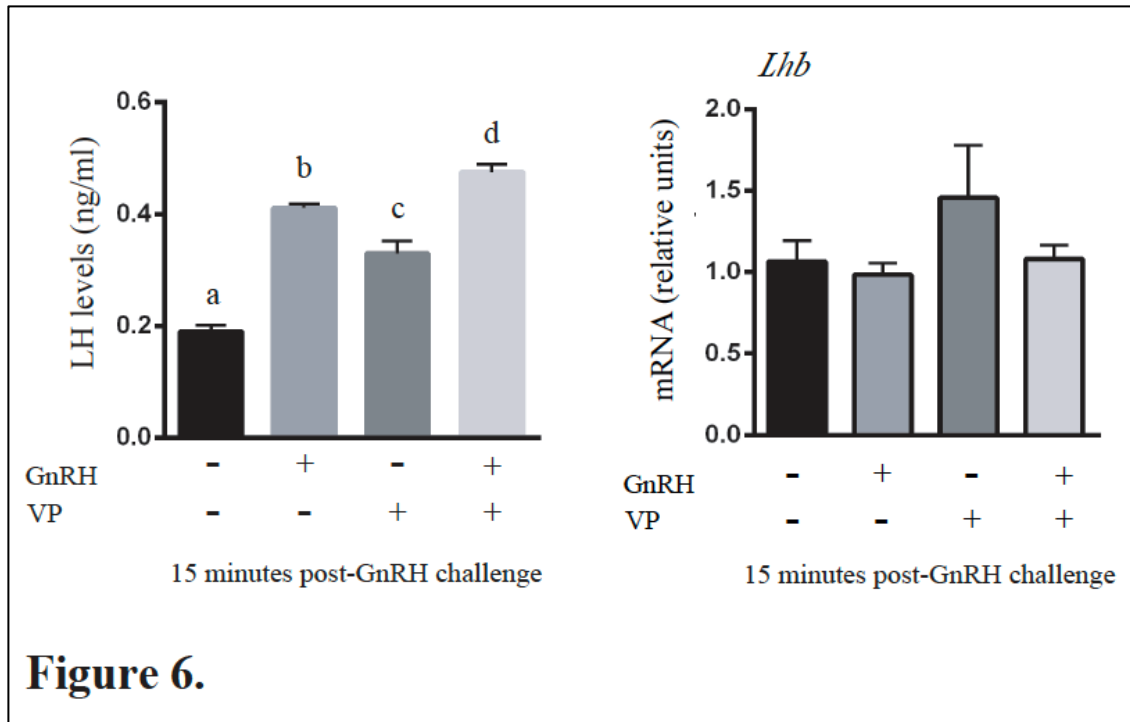 Lhb
0.6
0.4
0.2
0.0
LH levels (ng/ml)
a
b
c
d
GnRH - + - +
VP - - + +
15 minutes post-GnRH challenge
2.0
1.5
1.0
0.5
0.0
mRNA (relative units)
GnRH - + - +
VP - - + +
15 minutes post-GnRH challenge
Figure 6.